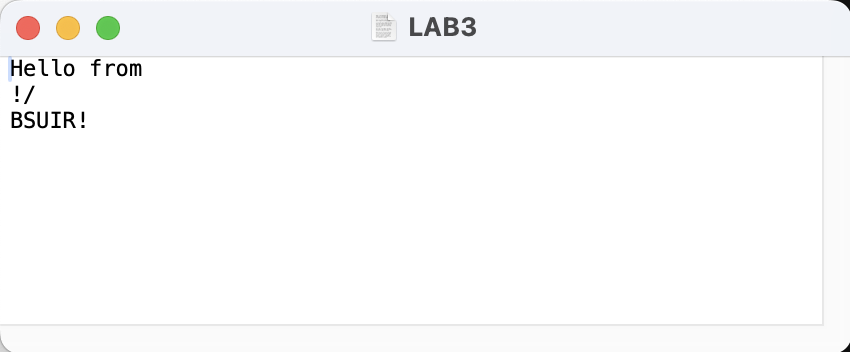 LAB3
Hello from
!/
BSUIR!